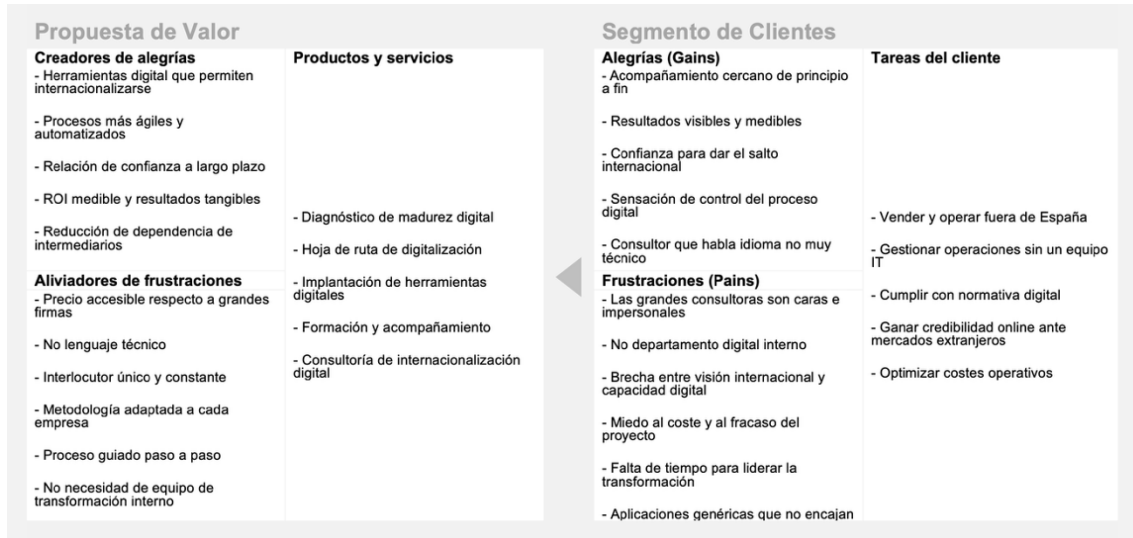 Propuesta de Valor
Creadores de alegrías
- Herramientas digital que permiten
internacionalizarse
- Procesos más ágiles y
automatizados
- Relación de confianza a largo plazo
- ROI medible y resultados tangibles
- Reducción de dependencia de
intermediarios
Aliviadores de frustraciones
- Precio accesible respecto a grandes
firmas
- No lenguaje técnico
- Interlocutor único y constante
- Metodología adaptada a cada
empresa
- Proceso guiado paso a paso
- No necesidad de equipo de
transformación interno
Productos y servicios
- Diagnóstico de madurez digital
- Hoja de ruta de digitalización
- Implantación de herramientas
digitales
- Formación y acompañamiento
- Consultoría de internacionalización
digital
Segmento de Clientes
Alegrías (Gains)
- Acompañamiento cercano de principio
a fin
- Resultados visibles y medibles
- Confianza para dar el salto
internacional
- Sensación de control del proceso
digital
- Consultor que habla idioma no muy
técnico
Frustraciones (Pains)
- Las grandes consultoras son caras e
impersonales
- No departamento digital interno
- Brecha entre visión internacional y
capacidad digital
- Miedo al coste y al fracaso del
proyecto
- Falta de tiempo para liderar la
transformación
- Aplicaciones genéricas que no encajan
Tareas del cliente
- Vender y operar fuera de España
- Gestionar operaciones sin un equipo
IT
- Cumplir con normativa digital
- Ganar credibilidad online ante
mercados extranjeros
- Optimizar costes operativos